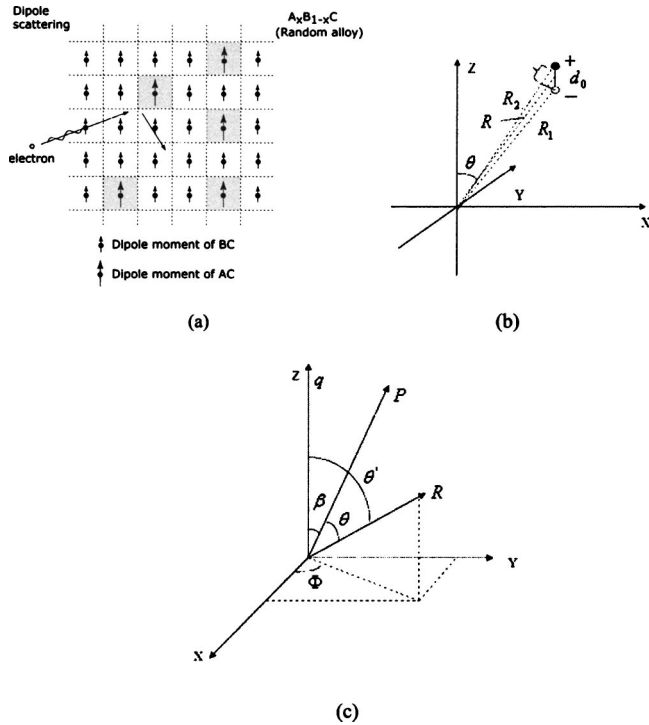 Dipole
scattering
AxB1-xC
(Random alloy)
electron
Dipole moment of BC
Dipole moment of AC
(a)
Z
+
d0
−
R2
R
R1
θ
Y
X
(b)
Z q
P
θ'
R
β
θ
Y
Φ
X
(c)